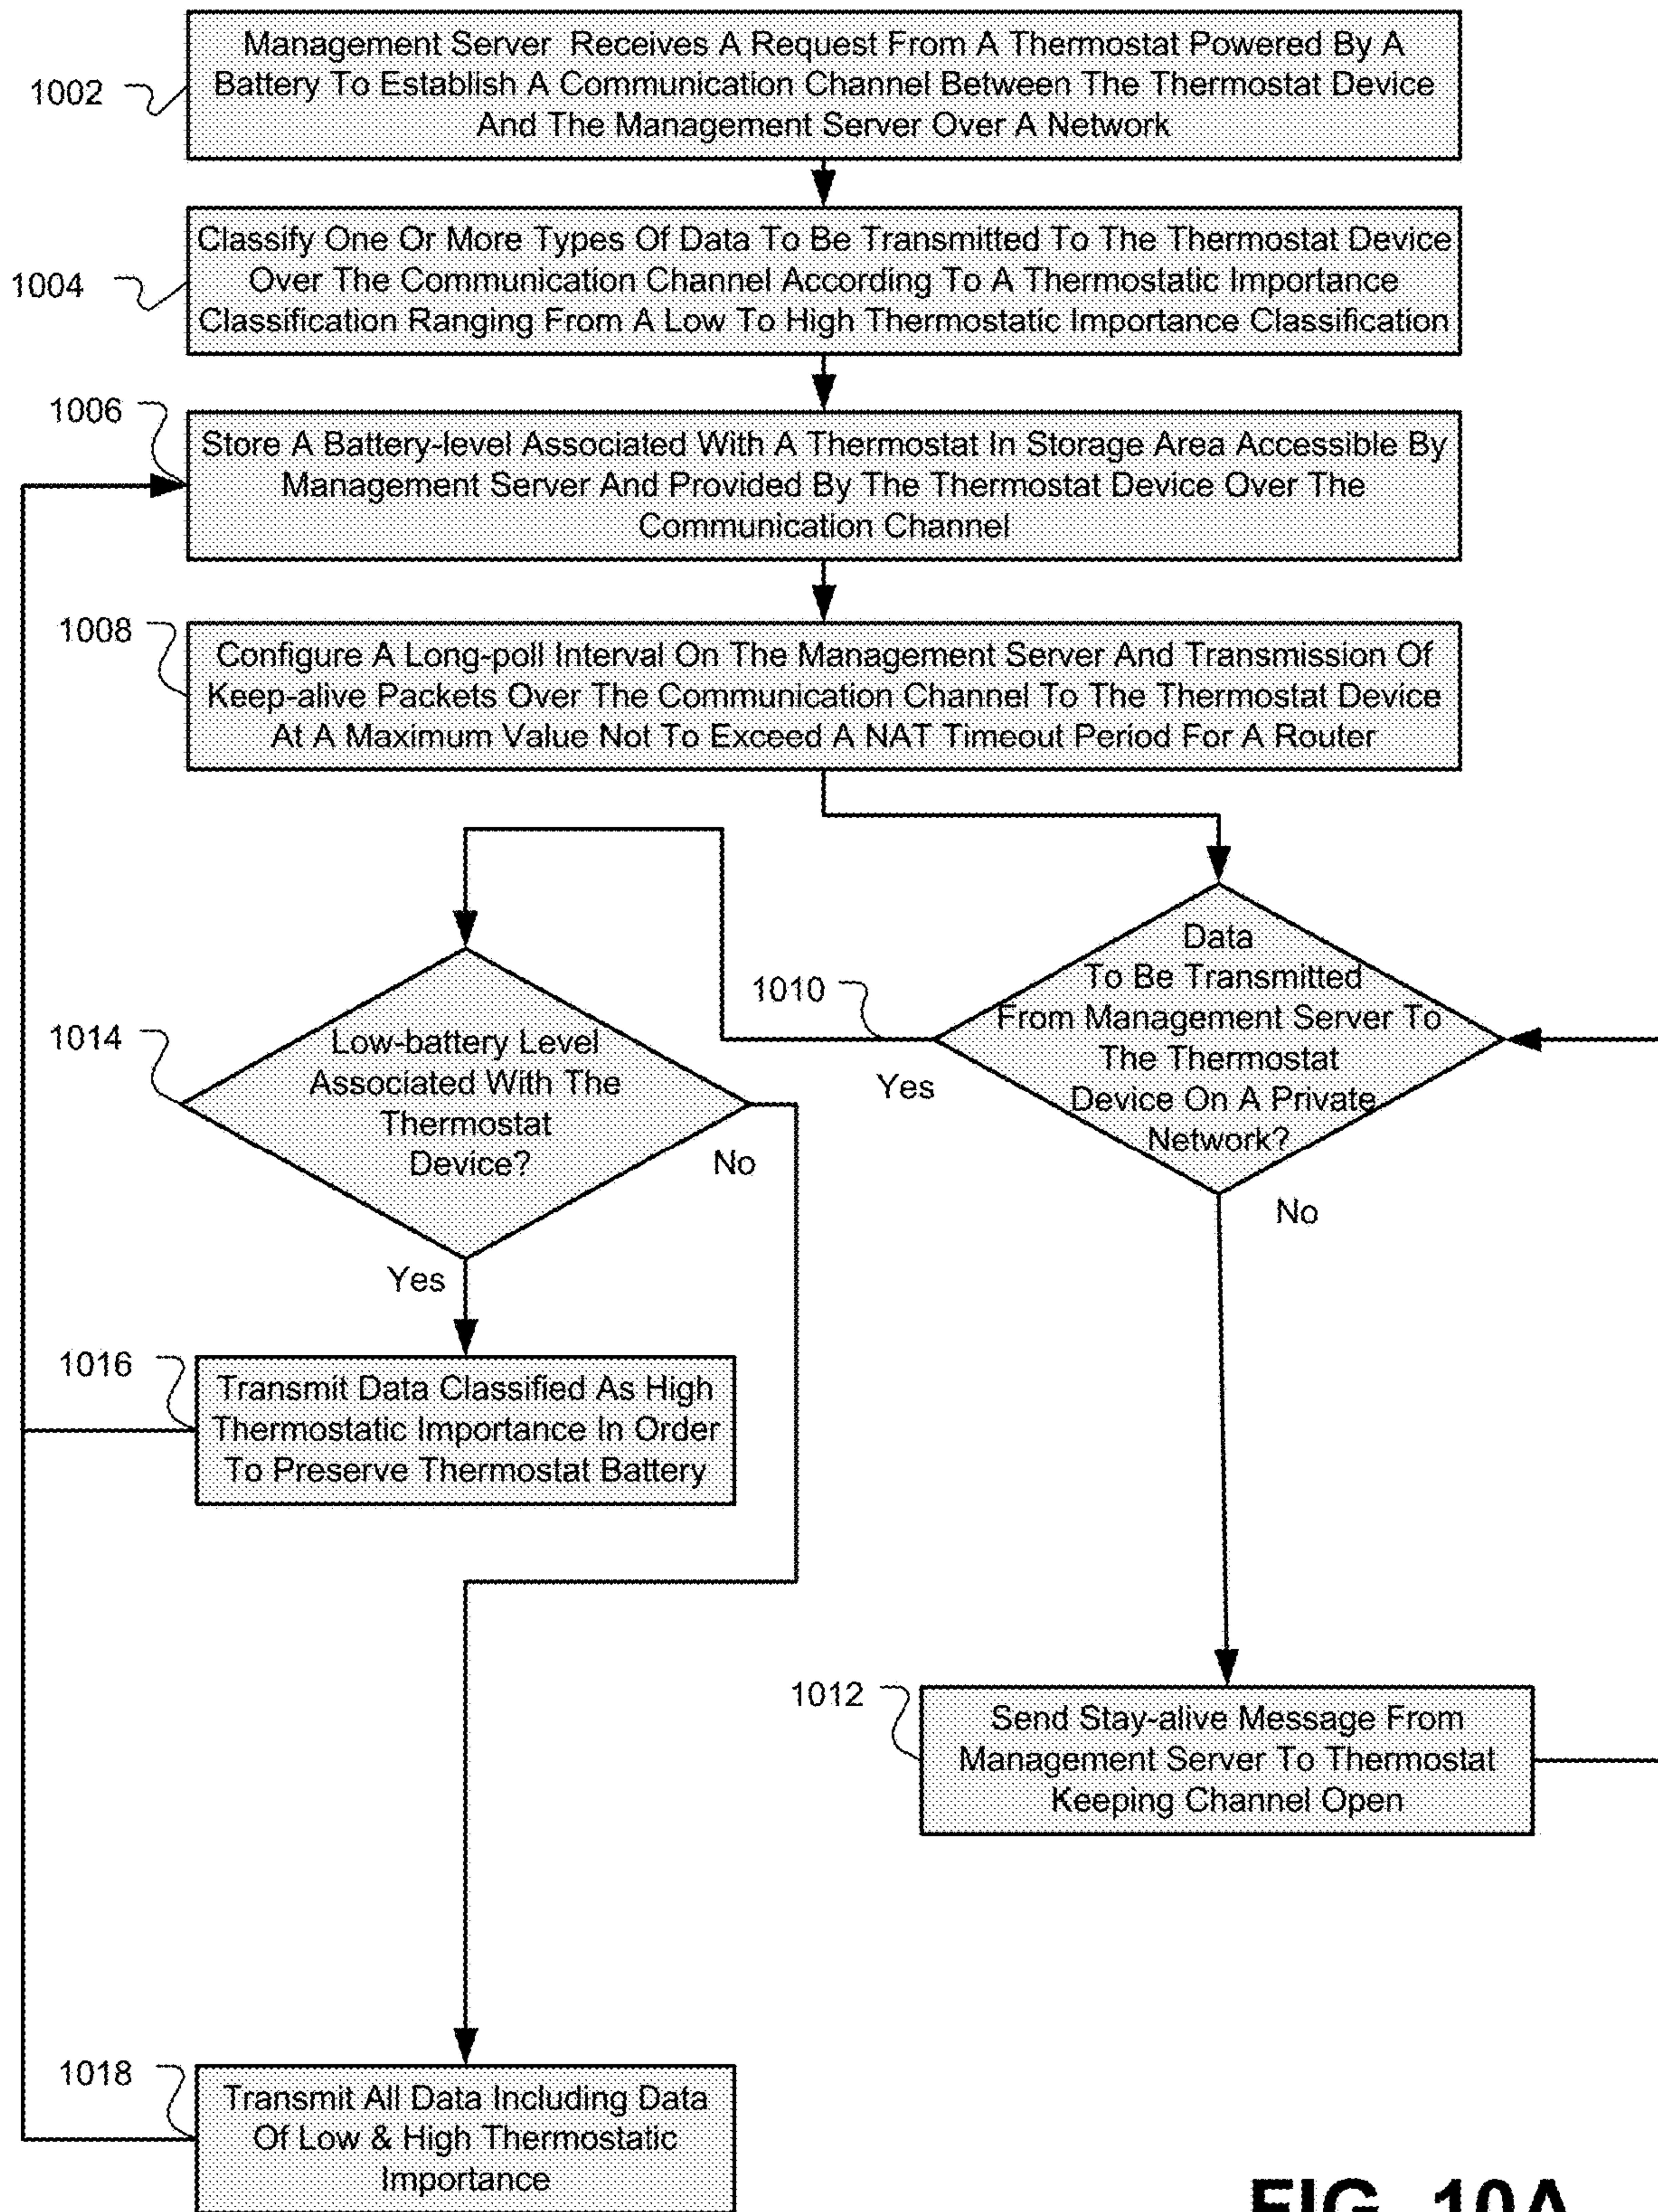 Management Server Receives A Request From A Thermostat Powered By A
Battery To Establish A Communication Channel Between The Thermostat Device
And The Management Server Over A Network
1002
Classify One Or More Types Of Data To Be Transmitted To The Thermostat Device
Over The Communication Channel According To A Thermostatic Importance
Classification Ranging From A Low To High Thermostatic Importance Classification
1004
1006
Store A Battery-level Associated With A Thermostat In Storage Area Accessible By
Management Server And Provided By The Thermostat Device Over The
Communication Channel
1008
Configure A Long-poll Interval On The Management Server And Transmission Of
Keep-alive Packets Over The Communication Channel To The Thermostat Device
At A Maximum Value Not To Exceed A NAT Timeout Period For A Router
1010
Data
To Be Transmitted
From Management Server To
The Thermostat
Device On A Private
Network?
Yes
No
1014
Low-battery Level
Associated With The
Thermostat
Device?
No
Yes
1016
Transmit Data Classified As High
Thermostatic Importance In Order
To Preserve Thermostat Battery
1012
Send Stay-alive Message From
Management Server To Thermostat
Keeping Channel Open
1018
Transmit All Data Including Data
Of Low & High Thermostatic
Importance
FIG. 10A